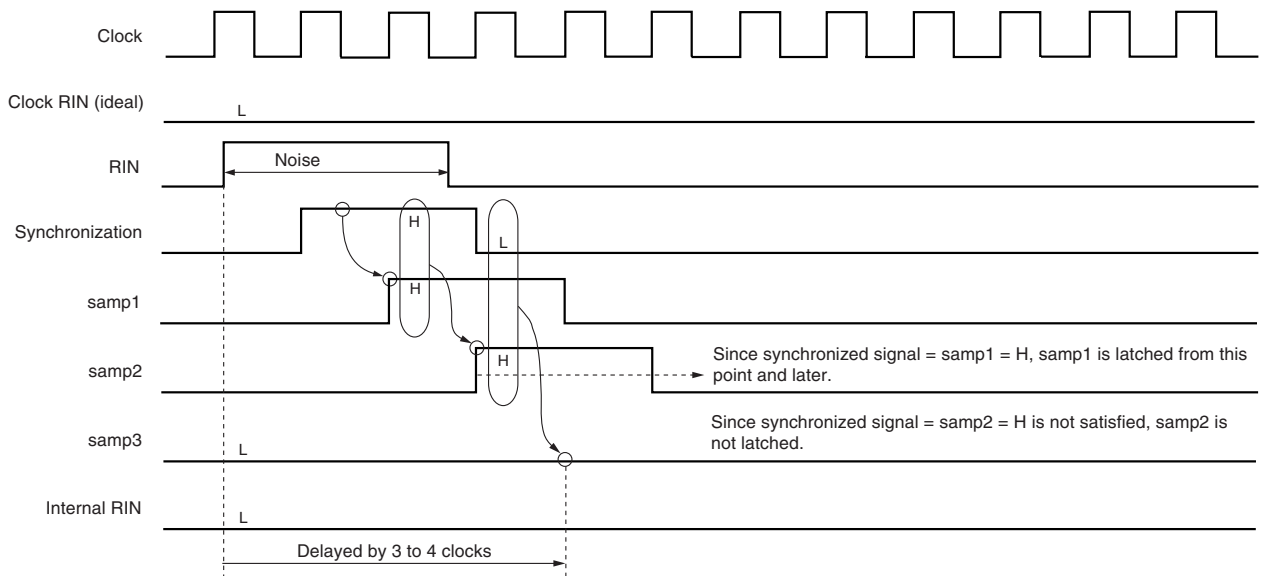 Clock
Clock RIN (ideal)
L
RIN
Noise
Synchronization
H
L
samp1
H
samp2
H
Since synchronized signal = samp1 = H, samp1 is latched from this
point and later.
samp3
L
Since synchronized signal = samp2 = H is not satisfied, samp2 is
not latched.
Internal RIN
L
Delayed by 3 to 4 clocks